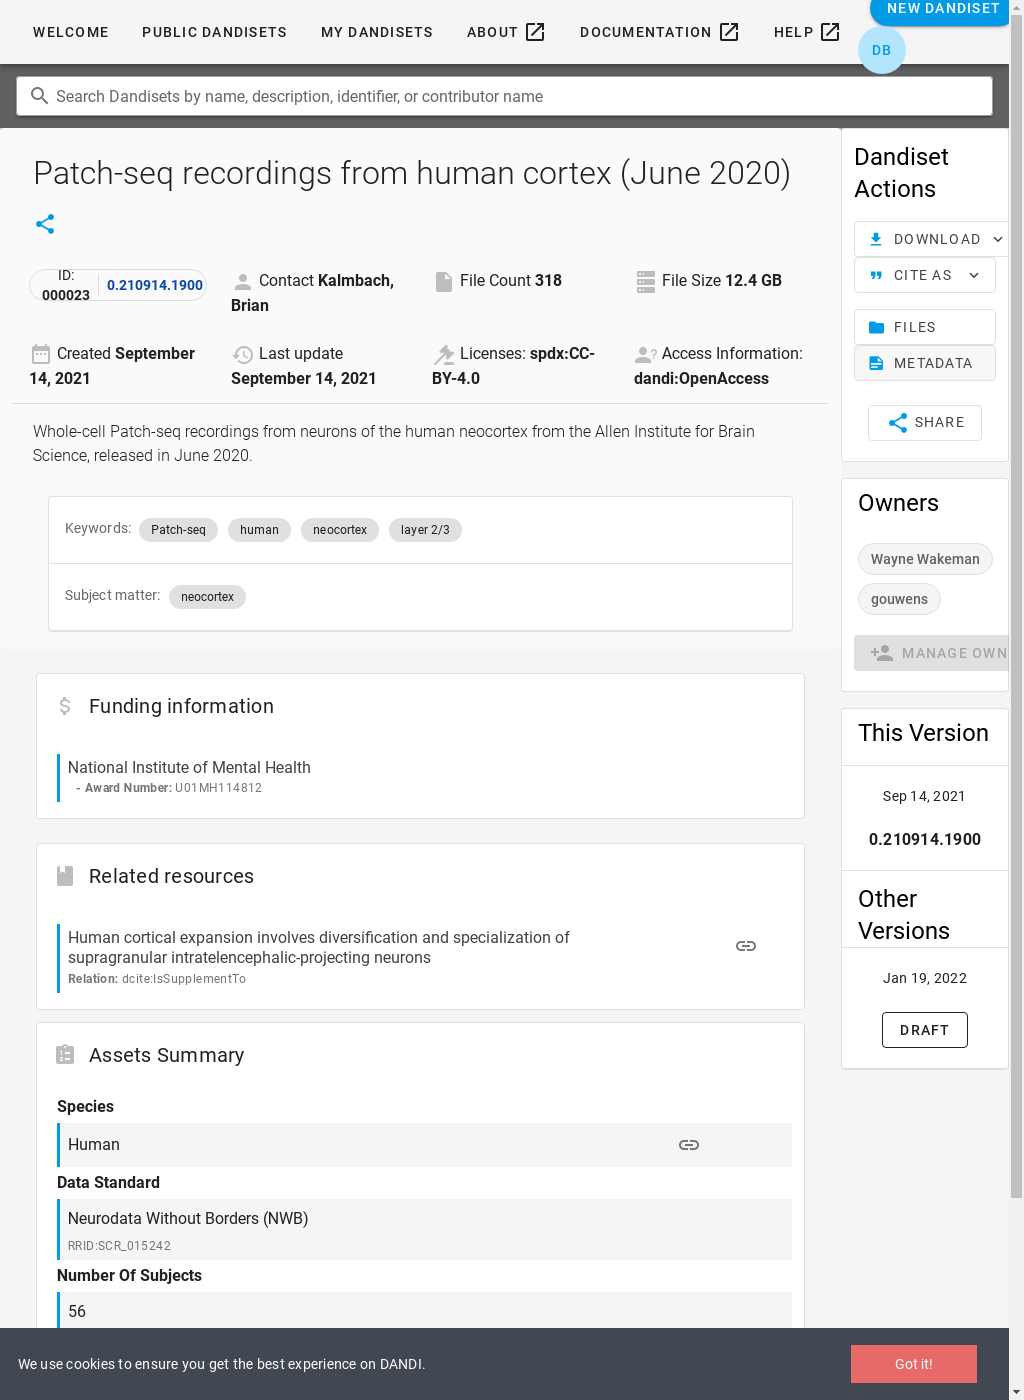 WELCOME
PUBLIC DANDISETS
MY DANDISETS
ABOUT
DOCUMENTATION
HELP
NEW DANDISET
DB
Search Dandisets by name, description, identifier, or contributor name
Patch-seq recordings from human cortex (June 2020)
ID:
000023
0.210914.1900
Contact Kalmbach,
Brian
File Count 318
File Size 12.4 GB
Created September
14, 2021
Last update
September 14, 2021
Licenses: spdx:CC-
BY-4.0
Access Information:
dandi:OpenAccess
Whole-cell Patch-seq recordings from neurons of the human neocortex from the Allen Institute for Brain
Science, released in June 2020.
Keywords: Patch-seq human neocortex layer 2/3
Subject matter: neocortex
Funding information
National Institute of Mental Health
- Award Number: U01MH114812
Related resources
Human cortical expansion involves diversification and specialization of
supragranular intratelencephalic-projecting neurons
Relation: dcite:IsSupplementTo
Assets Summary
Species
Human
Data Standard
Neurodata Without Borders (NWB)
RRID:SCR_015242
Number Of Subjects
56
Dandiset
Actions
DOWNLOAD
CITE AS
FILES
METADATA
SHARE
Owners
Wayne Wakeman
gouwens
MANAGE OWN
This Version
Sep 14, 2021
0.210914.1900
Other
Versions
Jan 19, 2022
DRAFT
We use cookies to ensure you get the best experience on DANDI.
Got it!